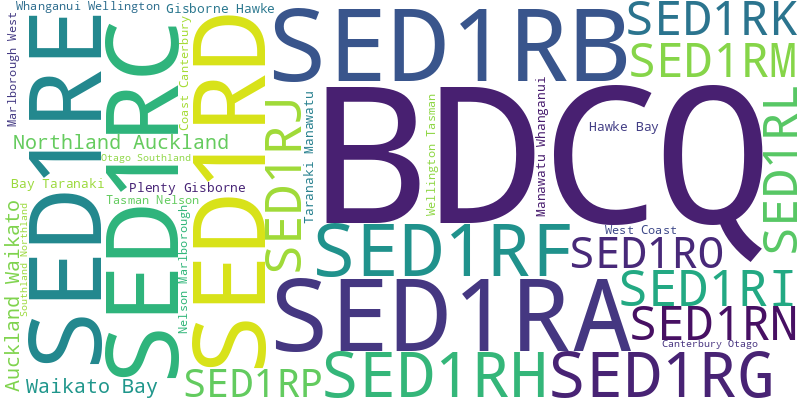 Whanganui Wellington
Gisborne Hawke
SED1RB
SED1RK
SED1RM
Marlborough West
SED1RE
SED1RC
Coast Canterbury
SED1RD
BDCQ
SED1RJ
Taranaki Manawatu
Wellington Tasman
Manawatu Whanganui
Hawke Bay
SED1RL
Northland Auckland
Otago Southland
Bay Taranaki
Plenty Gisborne
Tasman Nelson
Auckland Waikato
Southland Northland
Nelson Marlborough
SED1RF
West Coast
SED1RO
SED1RI
SED1RA
SED1RN
Canterbury Otago
Waikato Bay
SED1RP
SED1RH
SED1RG